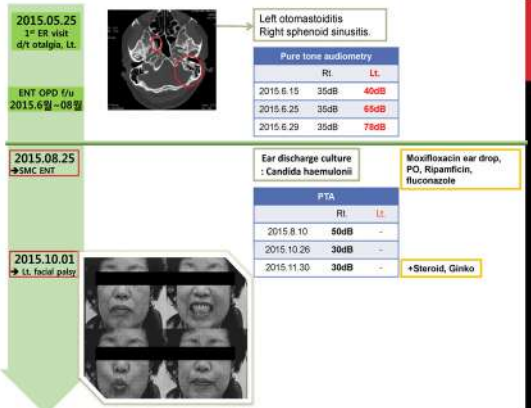 2015.05.25
1st ER visit
d/t otalgia, Lt.
Left otomastoiditis
Right sphenoid sinusitis.
ENT OPD f/u
2015.6월~08월
Pure tone audiometry
Rt. Lt.
2015.6.15 35dB 40dB
2015.6.25 35dB 65dB
2015.6.29 35dB 78dB
2015.08.25
➔SMC ENT
Ear discharge culture
: Candida haemulonii
Moxifloxacin ear drop,
PO, Ripamficin,
fluconazole
PTA
Rt. Lt.
2015.8.10 50dB -
2015.10.26 30dB -
2015.11.30 30dB -
2015.10.01
➔ Lt. facial palsy
+Steroid, Ginko